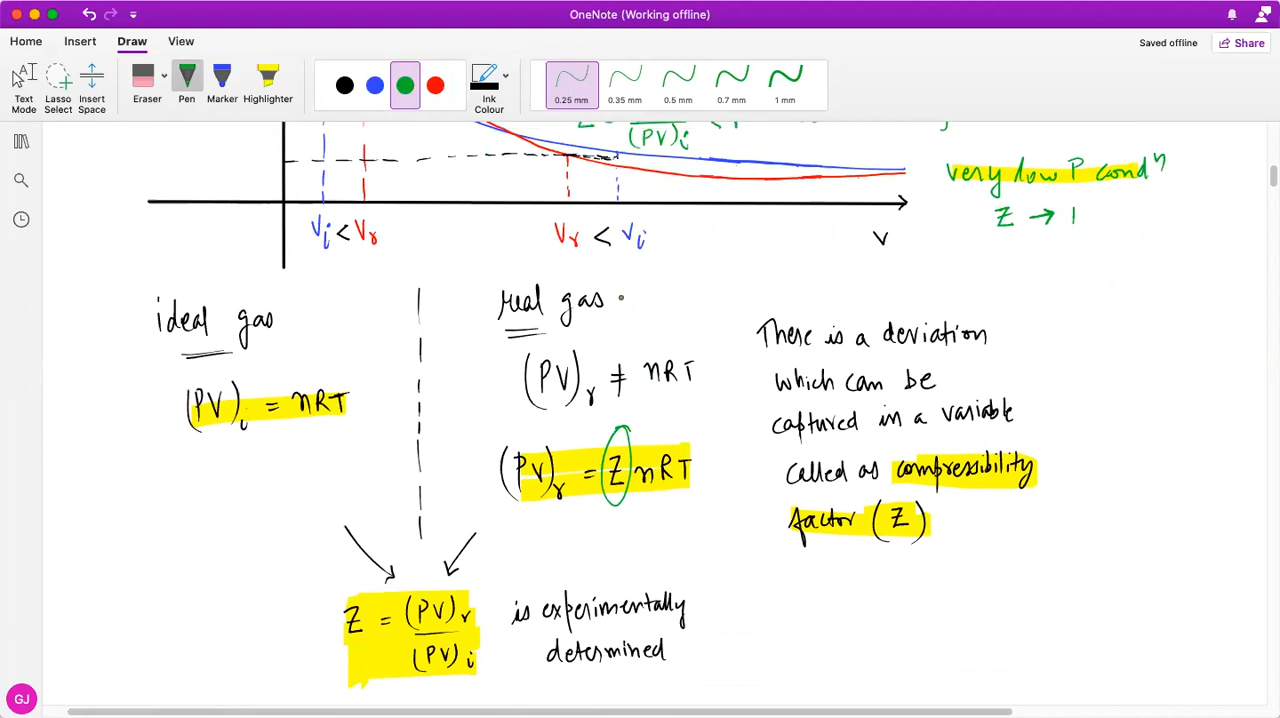 OneNote (Working offline)
Home Insert Draw View
Saved offline
Share
Text Mode
Lasso Select
Insert Space
Eraser
Pen
Marker
Highlighter
0.25 mm
0.35 mm
0.5 mm
0.7 mm
1 mm
Ink Colour
(PV)i
very low P condⁿ
Z → 1
Vi < Vr
Vr < Vi
V
ideal gas
(PV)i = nRT
real gas
(PV)r ≠ nRT
(PV)r = Z nRT
There is a deviation
which can be
captured in a variable
called as compressibility
factor (Z)
Z = (PV)r / (PV)i
is experimentally
determined
GJ